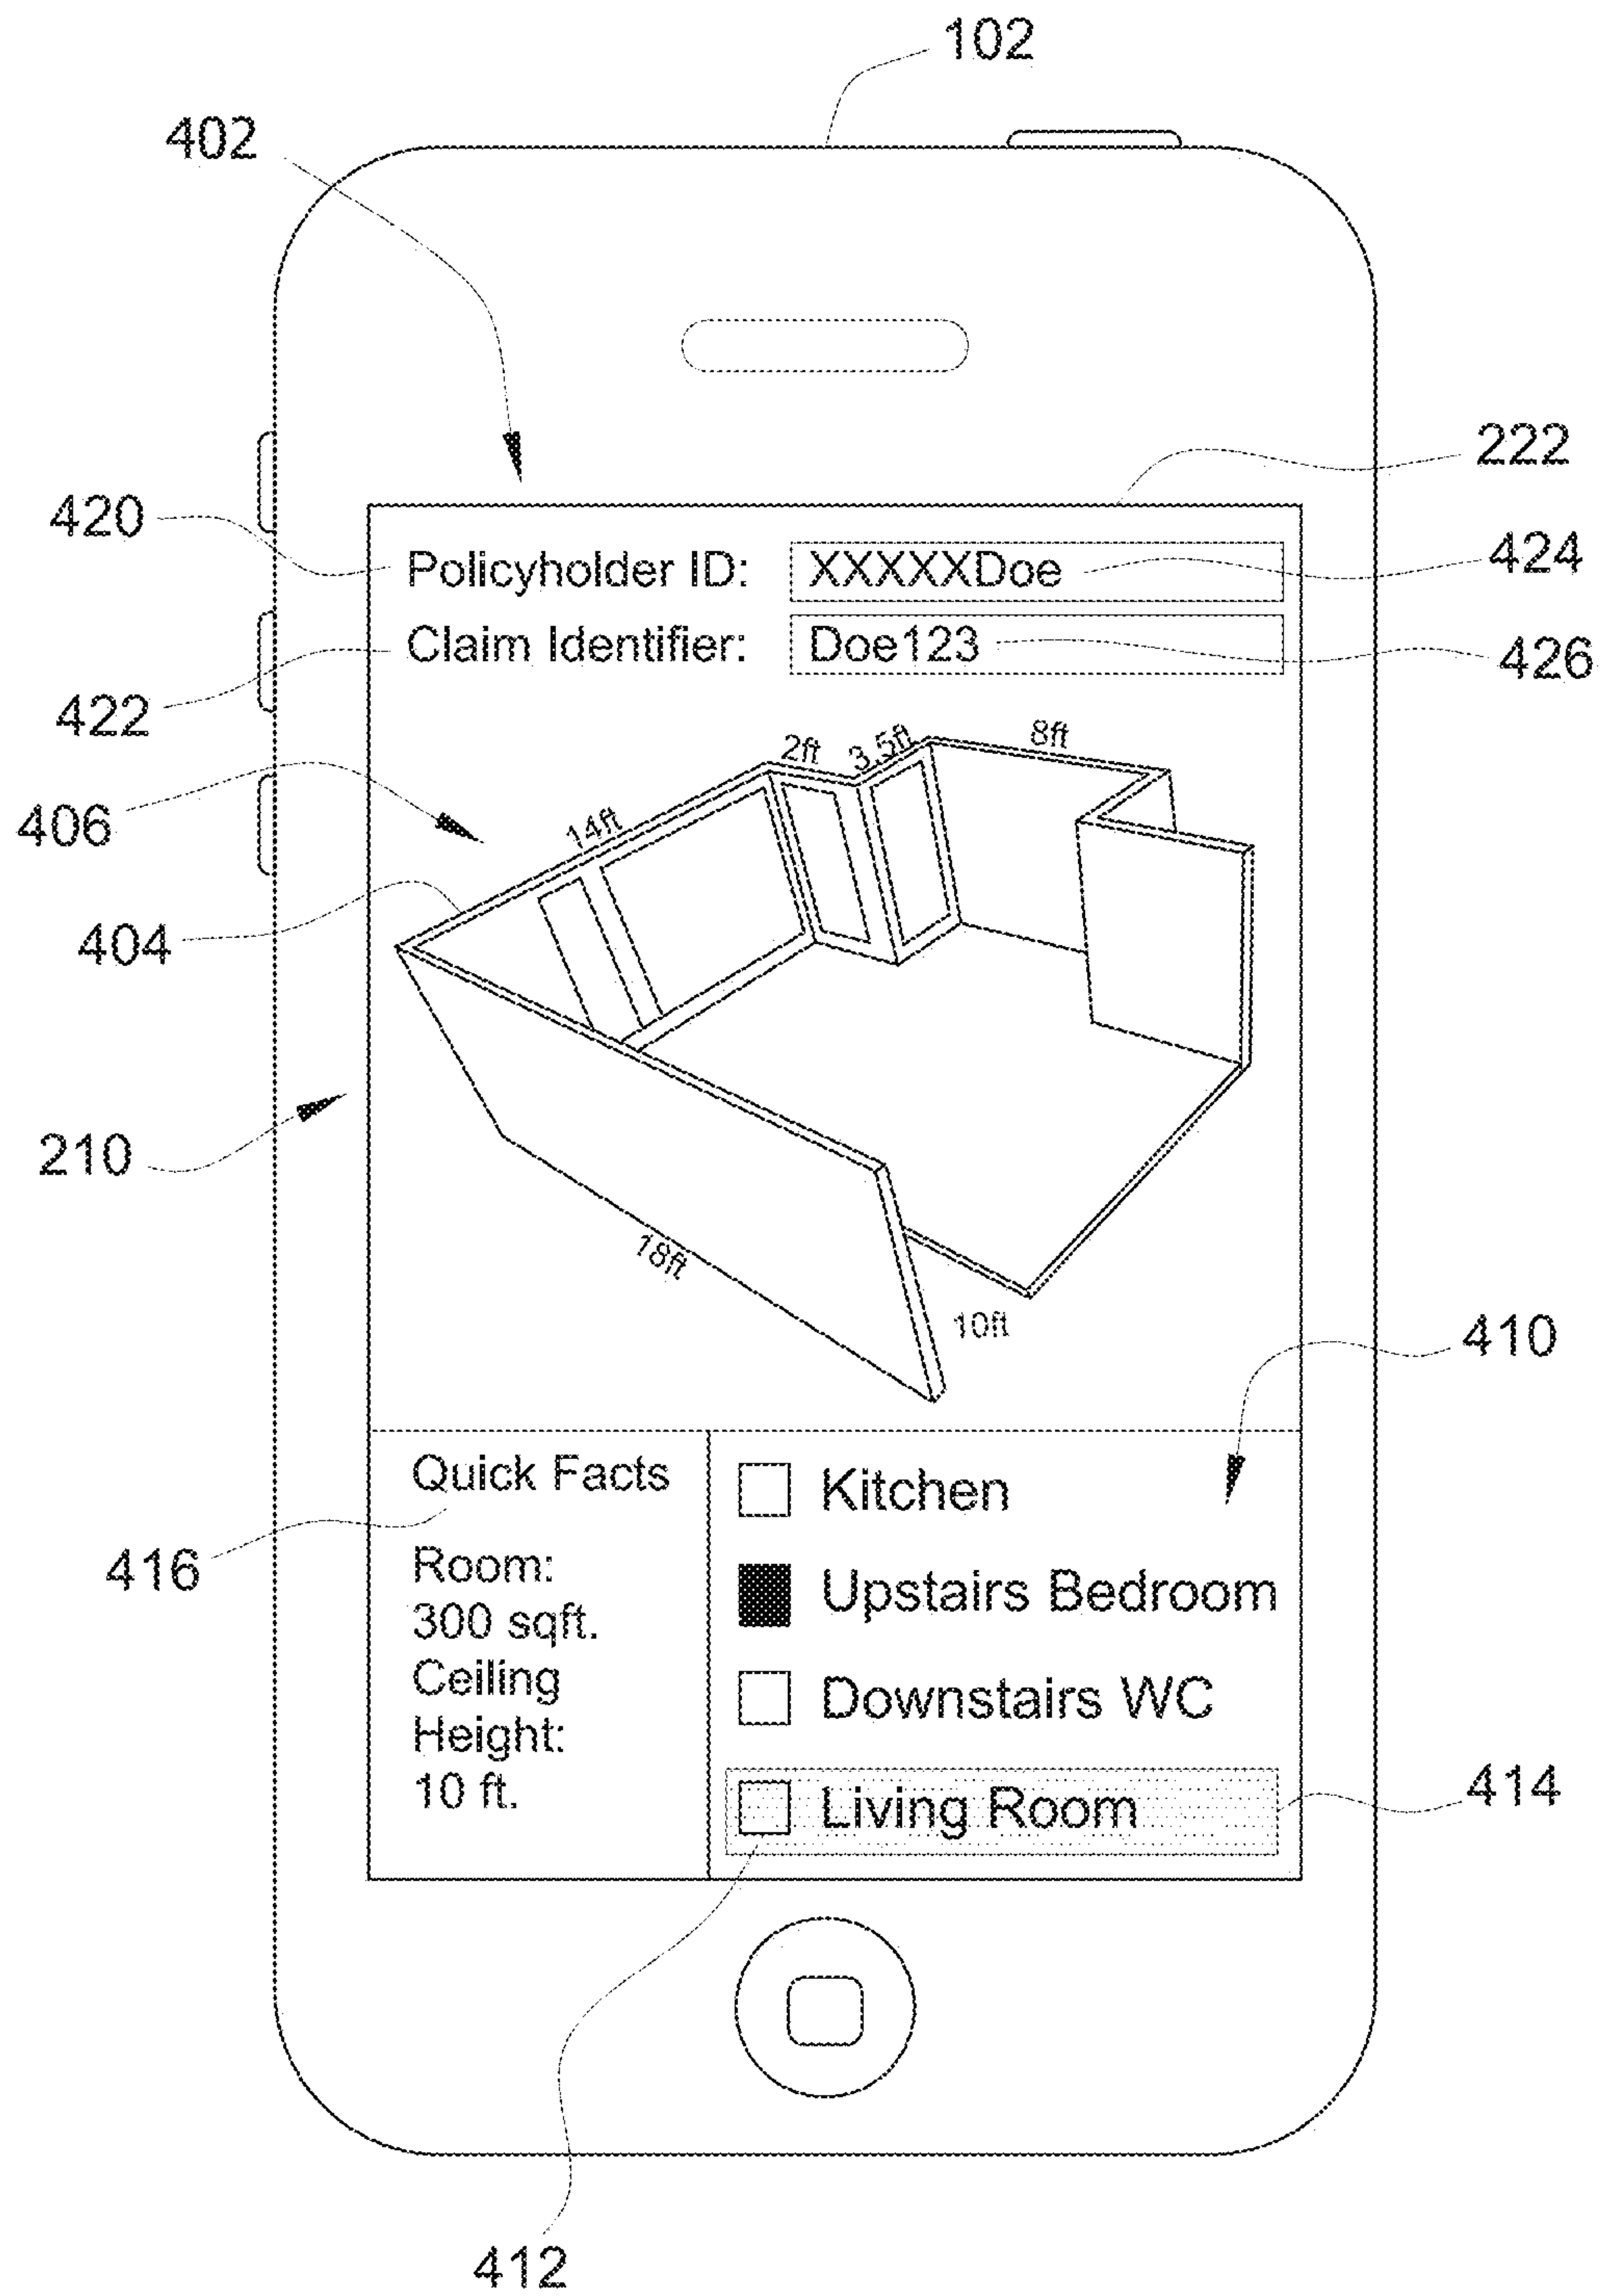 102
402
222
420
Policyholder ID: XXXXXDoe
424
Claim Identifier: Doe123
426
422
2ft
3.5ft
8ft
14ft
406
404
210
18ft
10ft
410
Quick Facts
Room:
300 sqft.
Ceiling
Height:
10 ft.
416
Kitchen
Upstairs Bedroom
Downstairs WC
Living Room
414
412